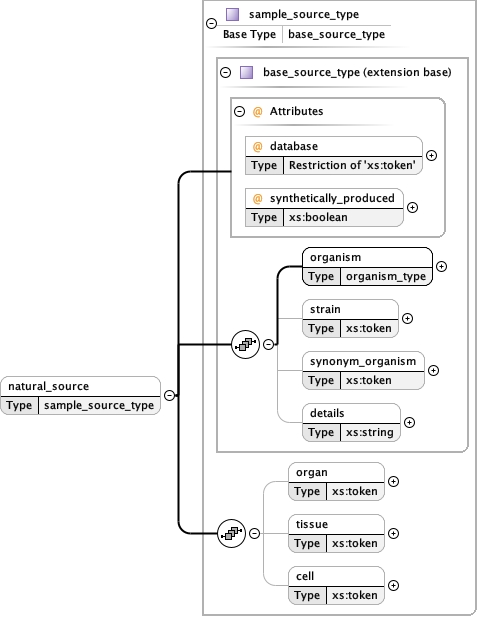 sample_source_type
Base Type base_source_type
base_source_type (extension base)
@ Attributes
@ database
Type Restriction of 'xs:token'
@ synthetically_produced
Type xs:boolean
organism
Type organism_type
strain
Type xs:token
synonym_organism
Type xs:token
details
Type xs:string
natural_source
Type sample_source_type
organ
Type xs:token
tissue
Type xs:token
cell
Type xs:token